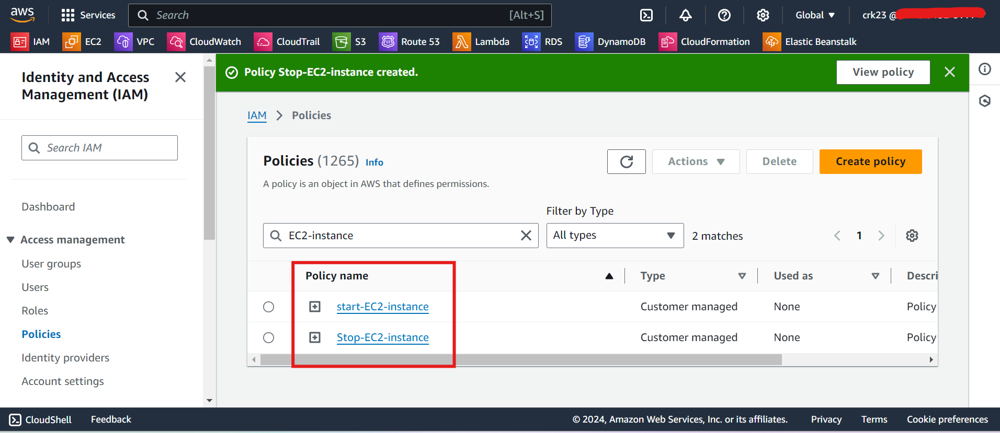 aws
Services
Search
[Alt+S]
Global
crk23 @
IAM
EC2
VPC
CloudWatch
CloudTrail
S3
Route 53
Lambda
RDS
DynamoDB
CloudFormation
Elastic Beanstalk
Identity and Access
Management (IAM)
Search IAM
Dashboard
Access management
User groups
Users
Roles
Policies
Identity providers
Account settings
Policy Stop-EC2-instance created.
View policy
IAM
Policies
Policies (1265) Info
A policy is an object in AWS that defines permissions.
Actions
Delete
Create policy
Filter by Type
EC2-instance
All types
2 matches
1
Policy name
Type
Used as
Descri
start-EC2-instance
Customer managed
None
Policy
Stop-EC2-instance
Customer managed
None
Policy
CloudShell
Feedback
© 2024, Amazon Web Services, Inc. or its affiliates.
Privacy
Terms
Cookie preferences